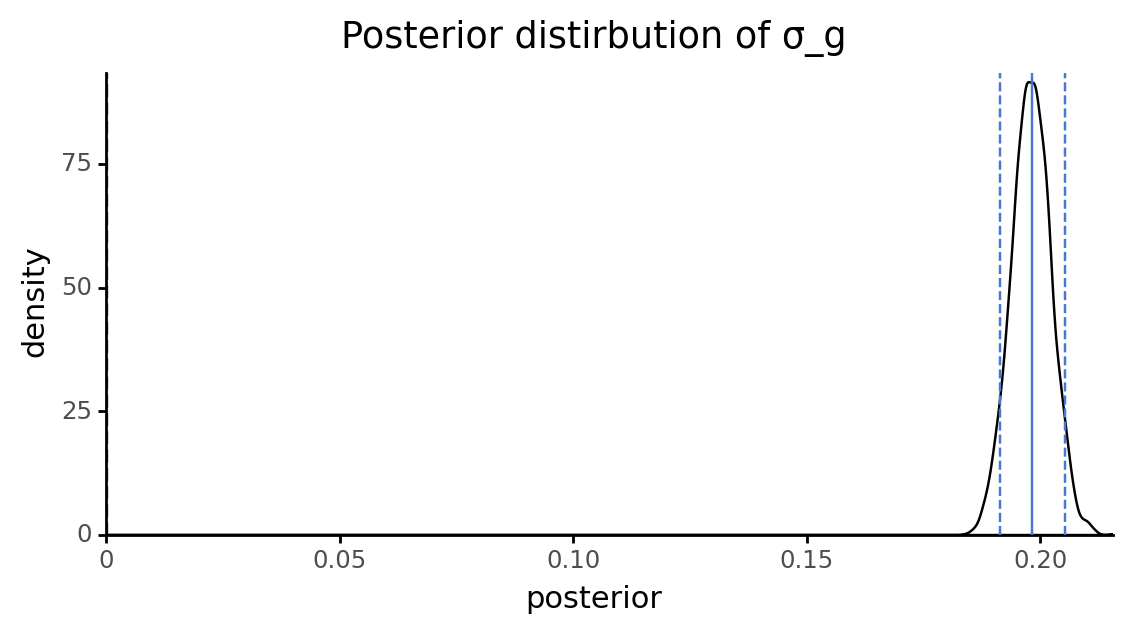 Posterior distirbution of σ_g
density
75
50
25
0
0 0.05 0.10 0.15 0.20
posterior